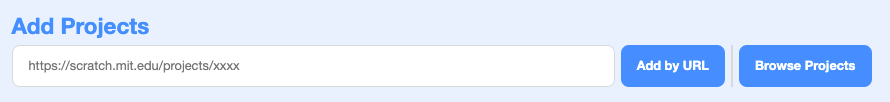 Add Projects
https://scratch.mit.edu/projects/xxxx
Add by URL
Browse Projects